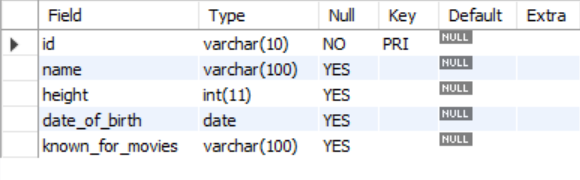 Field Type Null Key Default Extra
id varchar(10) NO PRI NULL
name varchar(100) YES NULL
height int(11) YES NULL
date_of_birth date YES NULL
known_for_movies varchar(100) YES NULL